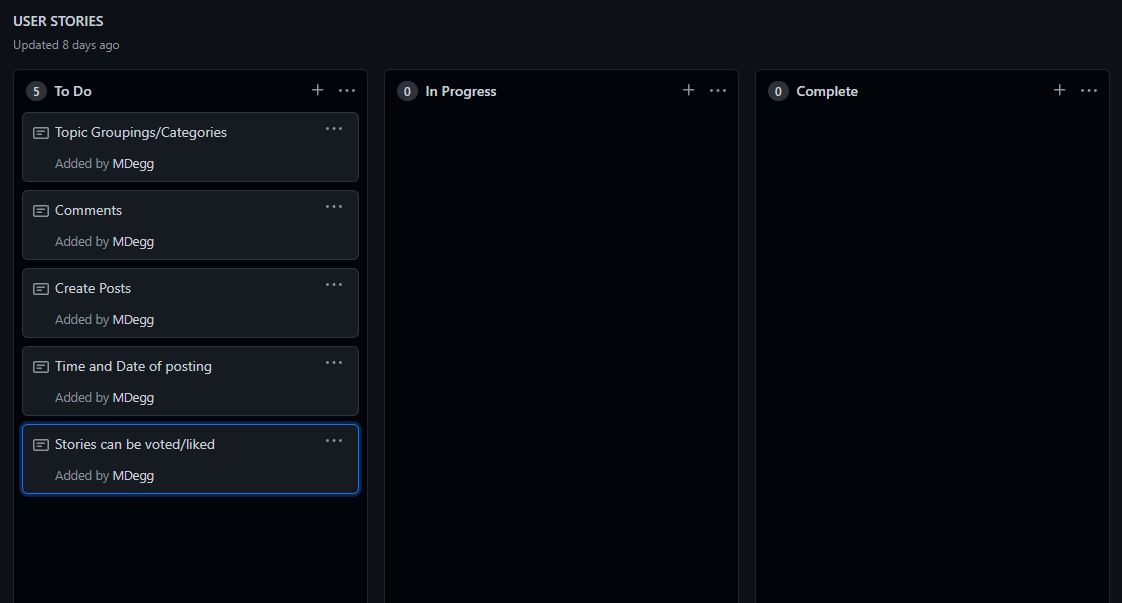 USER STORIES
Updated 8 days ago
5 To Do
Topic Groupings/Categories
Added by MDegg
Comments
Added by MDegg
Create Posts
Added by MDegg
Time and Date of posting
Added by MDegg
Stories can be voted/liked
Added by MDegg
0 In Progress
0 Complete